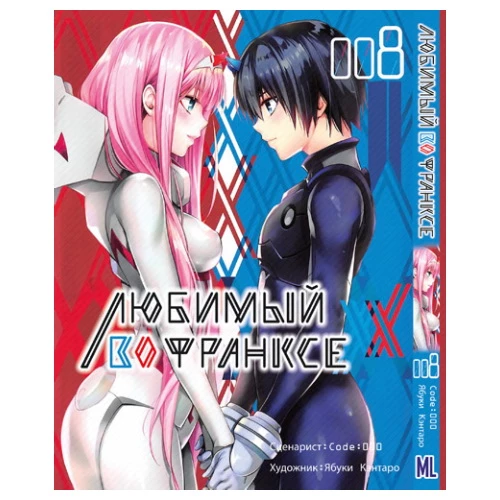 008
ЛЮБИМЫЙ
ВО ФРАНКСЕ
Сценарист:Code:000
Художник:Ябуки Кэнтаро
ЛЮБИМЫЙ ВО ФРАНКСЕ
008
Code:000
Ябуки Кэнтаро
ML